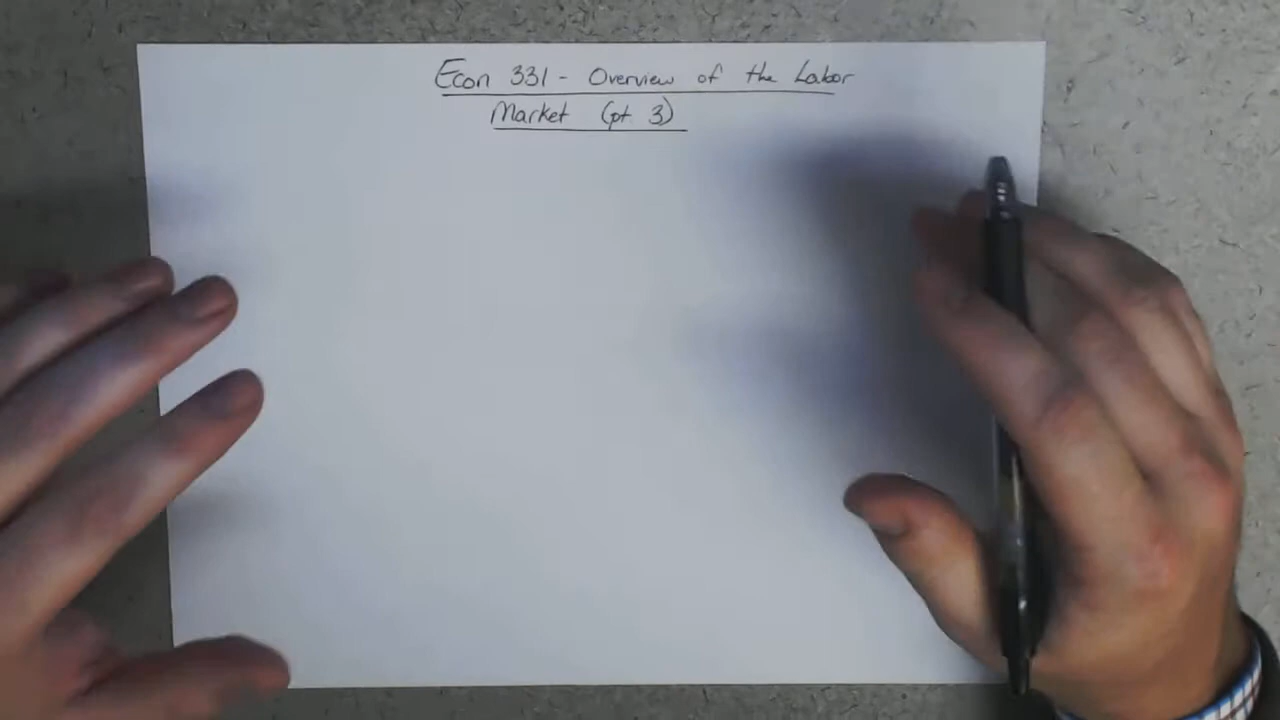 Econ 331 - Overview of the Labor
Market (pt. 3)